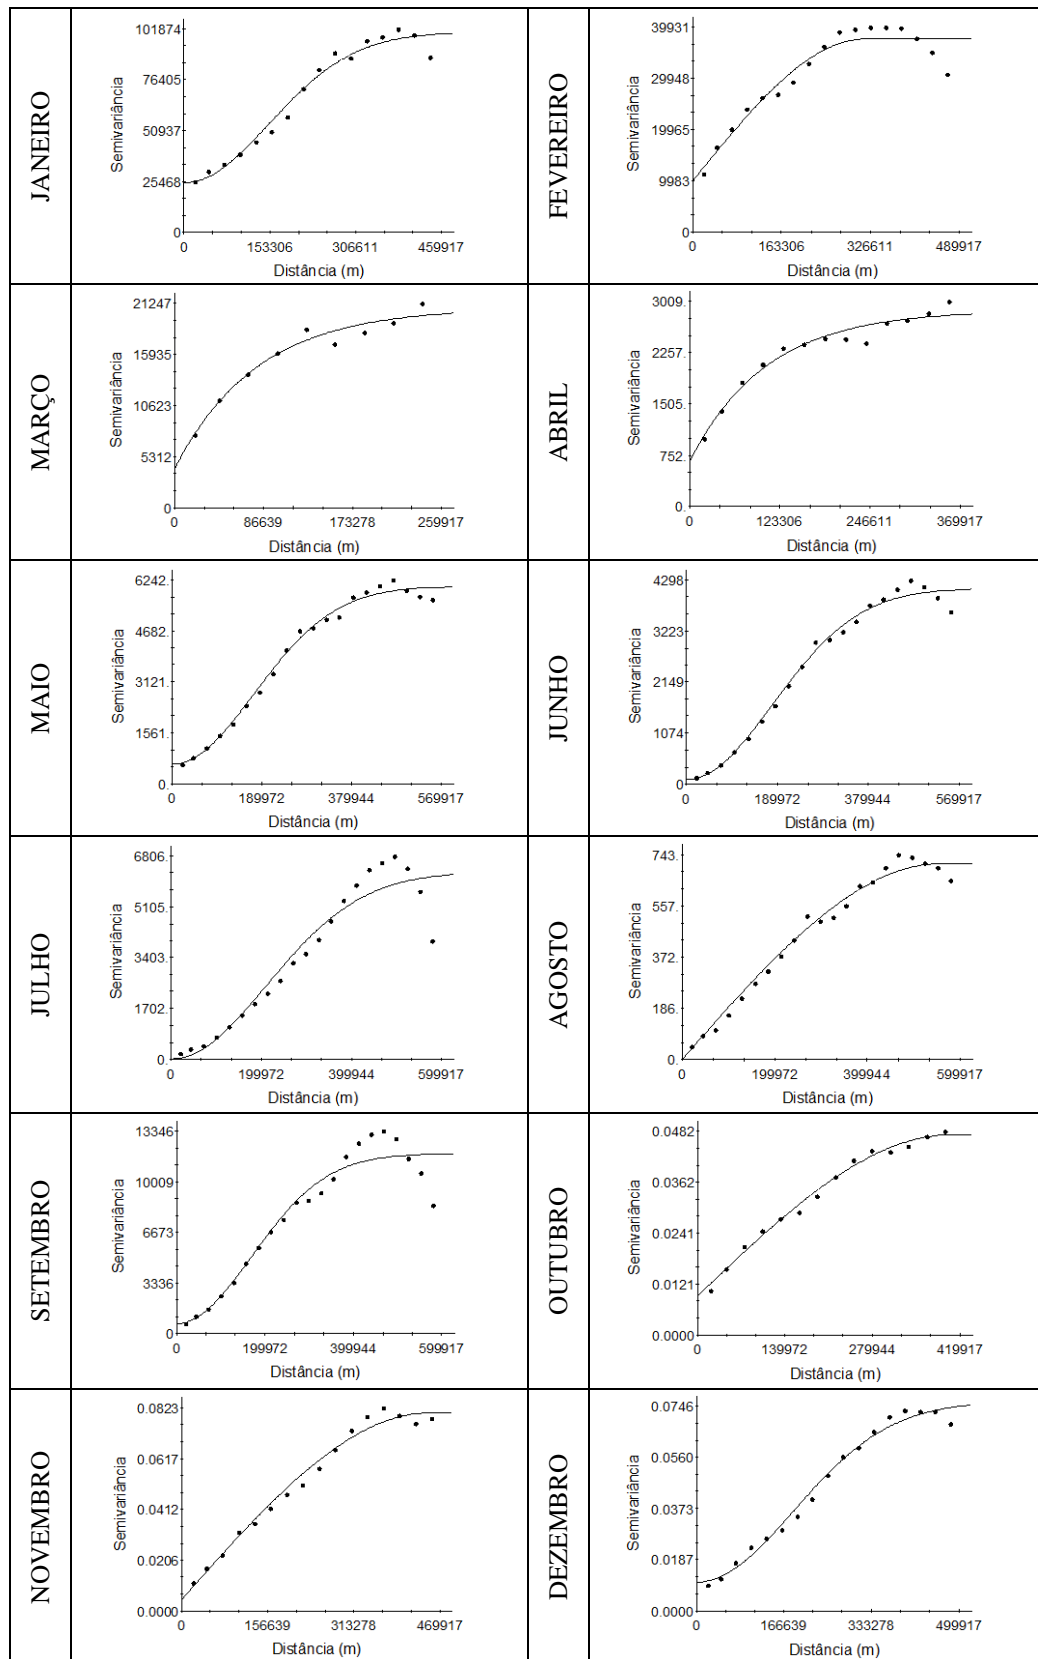 JANEIRO
Semivariância
101874
76405
50937
25468
0
0 153306 306611 459917
Distância (m)
FEVEREIRO
Semivariância
39931
29948
19965
9983
0
0 163306 326611 489917
Distância (m)
MARÇO
Semivariância
21247
15935
10623
5312
0
0 86639 173278 259917
Distância (m)
ABRIL
Semivariância
3009.
2257.
1505.
752.
0.
0 123306 246611 369917
Distância (m)
MAIO
Semivariância
6242.
4682.
3121.
1561.
0.
0 189972 379944 569917
Distância (m)
JUNHO
Semivariância
4298
3223
2149
1074
0
0 189972 379944 569917
Distância (m)
JULHO
Semivariância
6806.
5105.
3403.
1702.
0.
0 199972 399944 599917
Distância (m)
AGOSTO
Semivariância
743.
557.
372.
186.
0.
0 199972 399944 599917
Distância (m)
SETEMBRO
Semivariância
13346
10009
6673
3336
0
0 199972 399944 599917
Distância (m)
OUTUBRO
Semivariância
0.0482
0.0362
0.0241
0.0121
0.0000
0 139972 279944 419917
Distância (m)
NOVEMBRO
Semivariância
0.0823
0.0617
0.0412
0.0206
0.0000
0 156639 313278 469917
Distância (m)
DEZEMBRO
Semivariância
0.0746
0.0560
0.0373
0.0187
0.0000
0 166639 333278 499917
Distância (m)